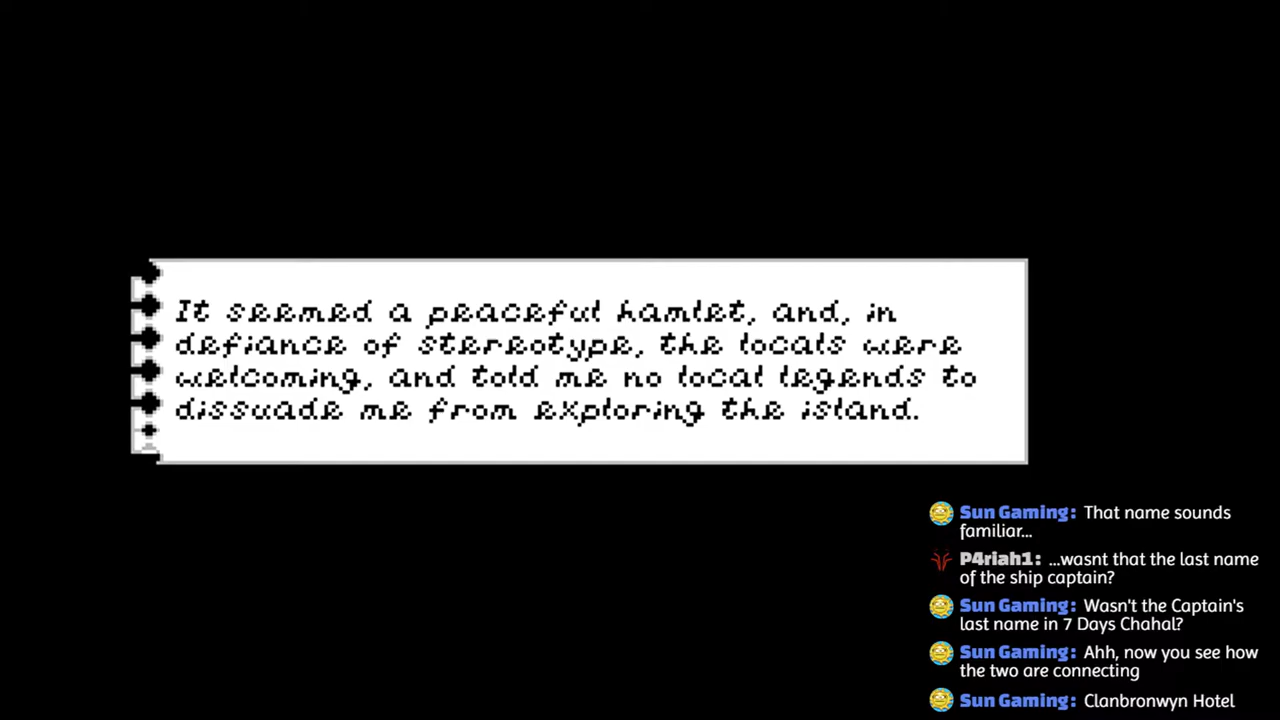 It seemed a peaceful hamlet, and, in
defiance of stereotype, the locals were
welcoming, and told me no local legends to
dissuade me from exploring the island.
Sun Gaming: That name sounds
familiar...
P4riah1: ...wasnt that the last name
of the ship captain?
Sun Gaming: Wasn't the Captain's
last name in 7 Days Chahal?
Sun Gaming: Ahh, now you see how
the two are connecting
Sun Gaming: Clanbronwyn Hotel